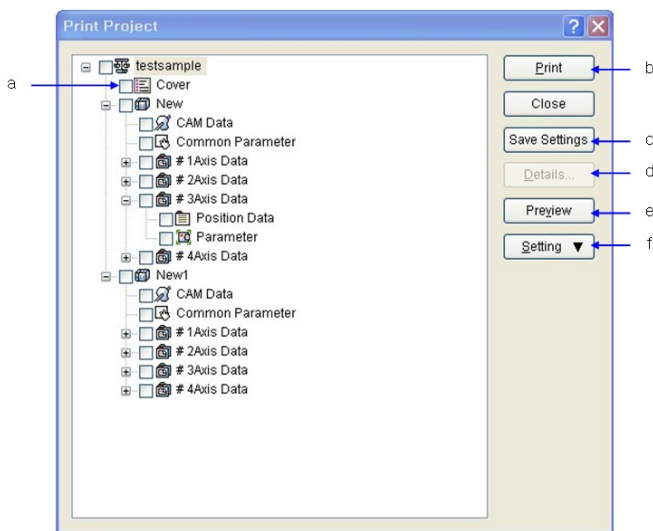 Print Project
testsample
a
Cover
New
CAM Data
Common Parameter
# 1Axis Data
# 2Axis Data
# 3Axis Data
Position Data
Parameter
# 4Axis Data
New1
CAM Data
Common Parameter
# 1Axis Data
# 2Axis Data
# 3Axis Data
# 4Axis Data
Print
b
Close
Save Settings
c
Details...
d
Preview
e
Setting ▼
f